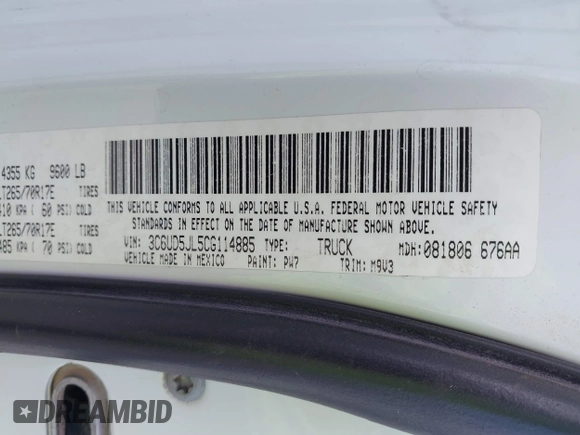 4355 KG 9600 LB
LT265/70R17E TIRES
410 KPA ( 60 PSI) COLD
LT265/70R17E TIRES
485 KPA ( 70 PSI) COLD
THIS VEHICLE CONFORMS TO ALL APPLICABLE U.S.A. FEDERAL MOTOR VEHICLE SAFETY
STANDARDS IN EFFECT ON THE DATE OF MANUFACTURE SHOWN ABOVE.
VIN: 3C6UD5JL5CG114885 TYPE: TRUCK MDH: 081806 676AA
VEHICLE MADE IN MEXICO PAINT: PW7 TRIM: M9V3
DREAMBID